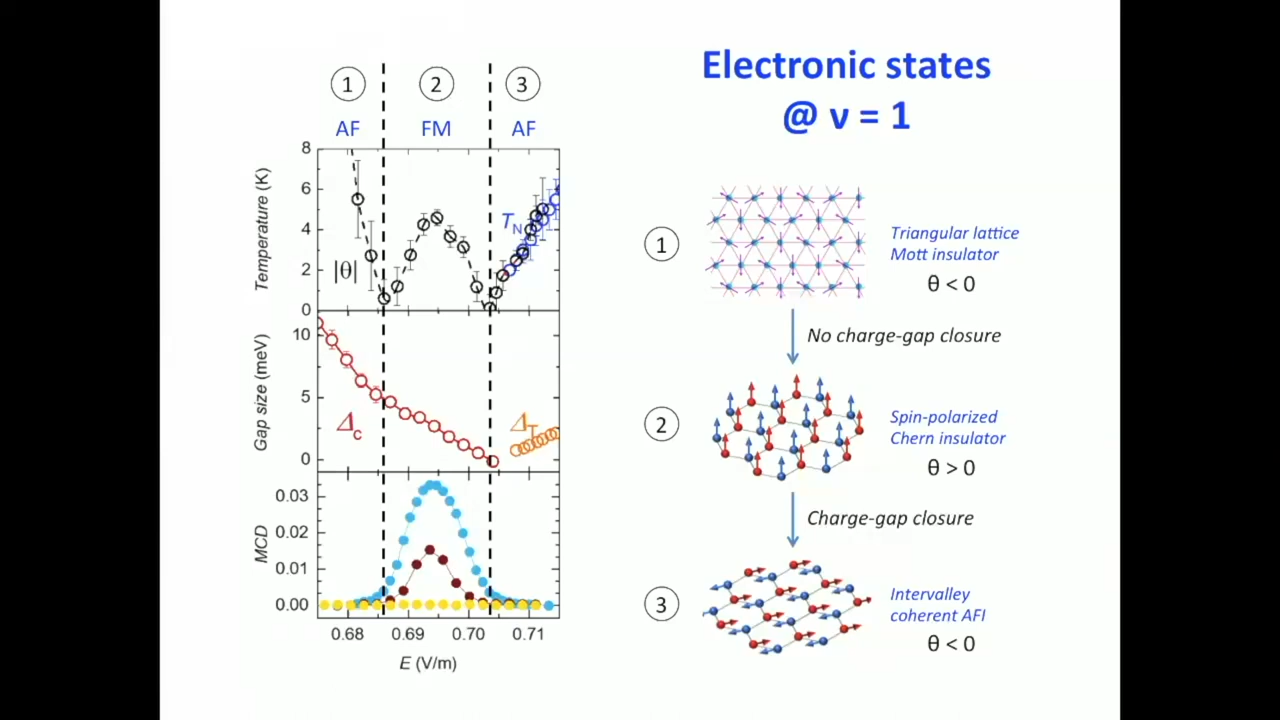 Electronic states
@ ν = 1
1
2
3
AF
FM
AF
Temperature (K)
8
6
4
2
0
|θ|
T_N
Gap size (meV)
10
5
0
Δ_c
Δ_T
MCD
0.03
0.02
0.01
0.00
0.68
0.69
0.70
0.71
E (V/m)
1
Triangular lattice
Mott insulator
θ < 0
No charge-gap closure
2
Spin-polarized
Chern insulator
θ > 0
Charge-gap closure
3
Intervalley
coherent AFI
θ < 0